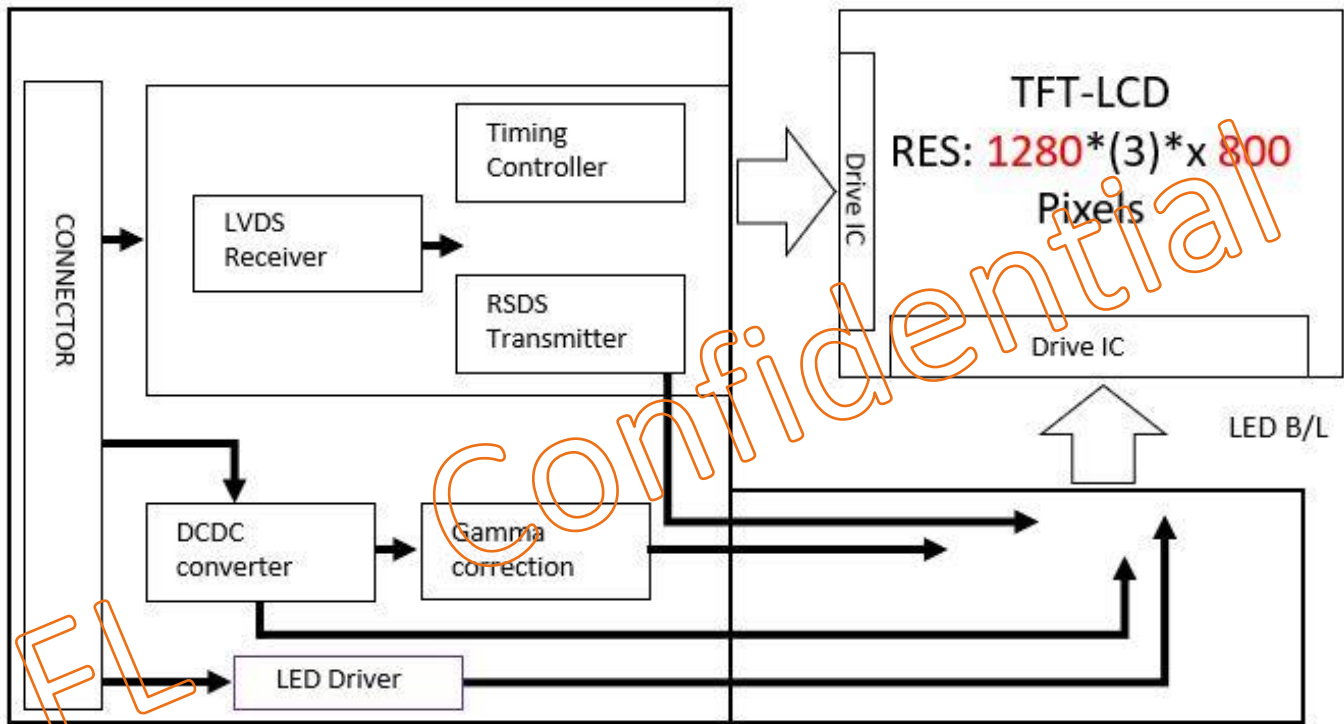 CONNECTOR
Timing
Controller
LVDS
Receiver
RSDS
Transmitter
DCDC
converter
Gamma
correction
LED Driver
TFT-LCD
RES: 1280*(3)*x 800
Pixels
Drive IC
Drive IC
LED B/L
FL Confidential